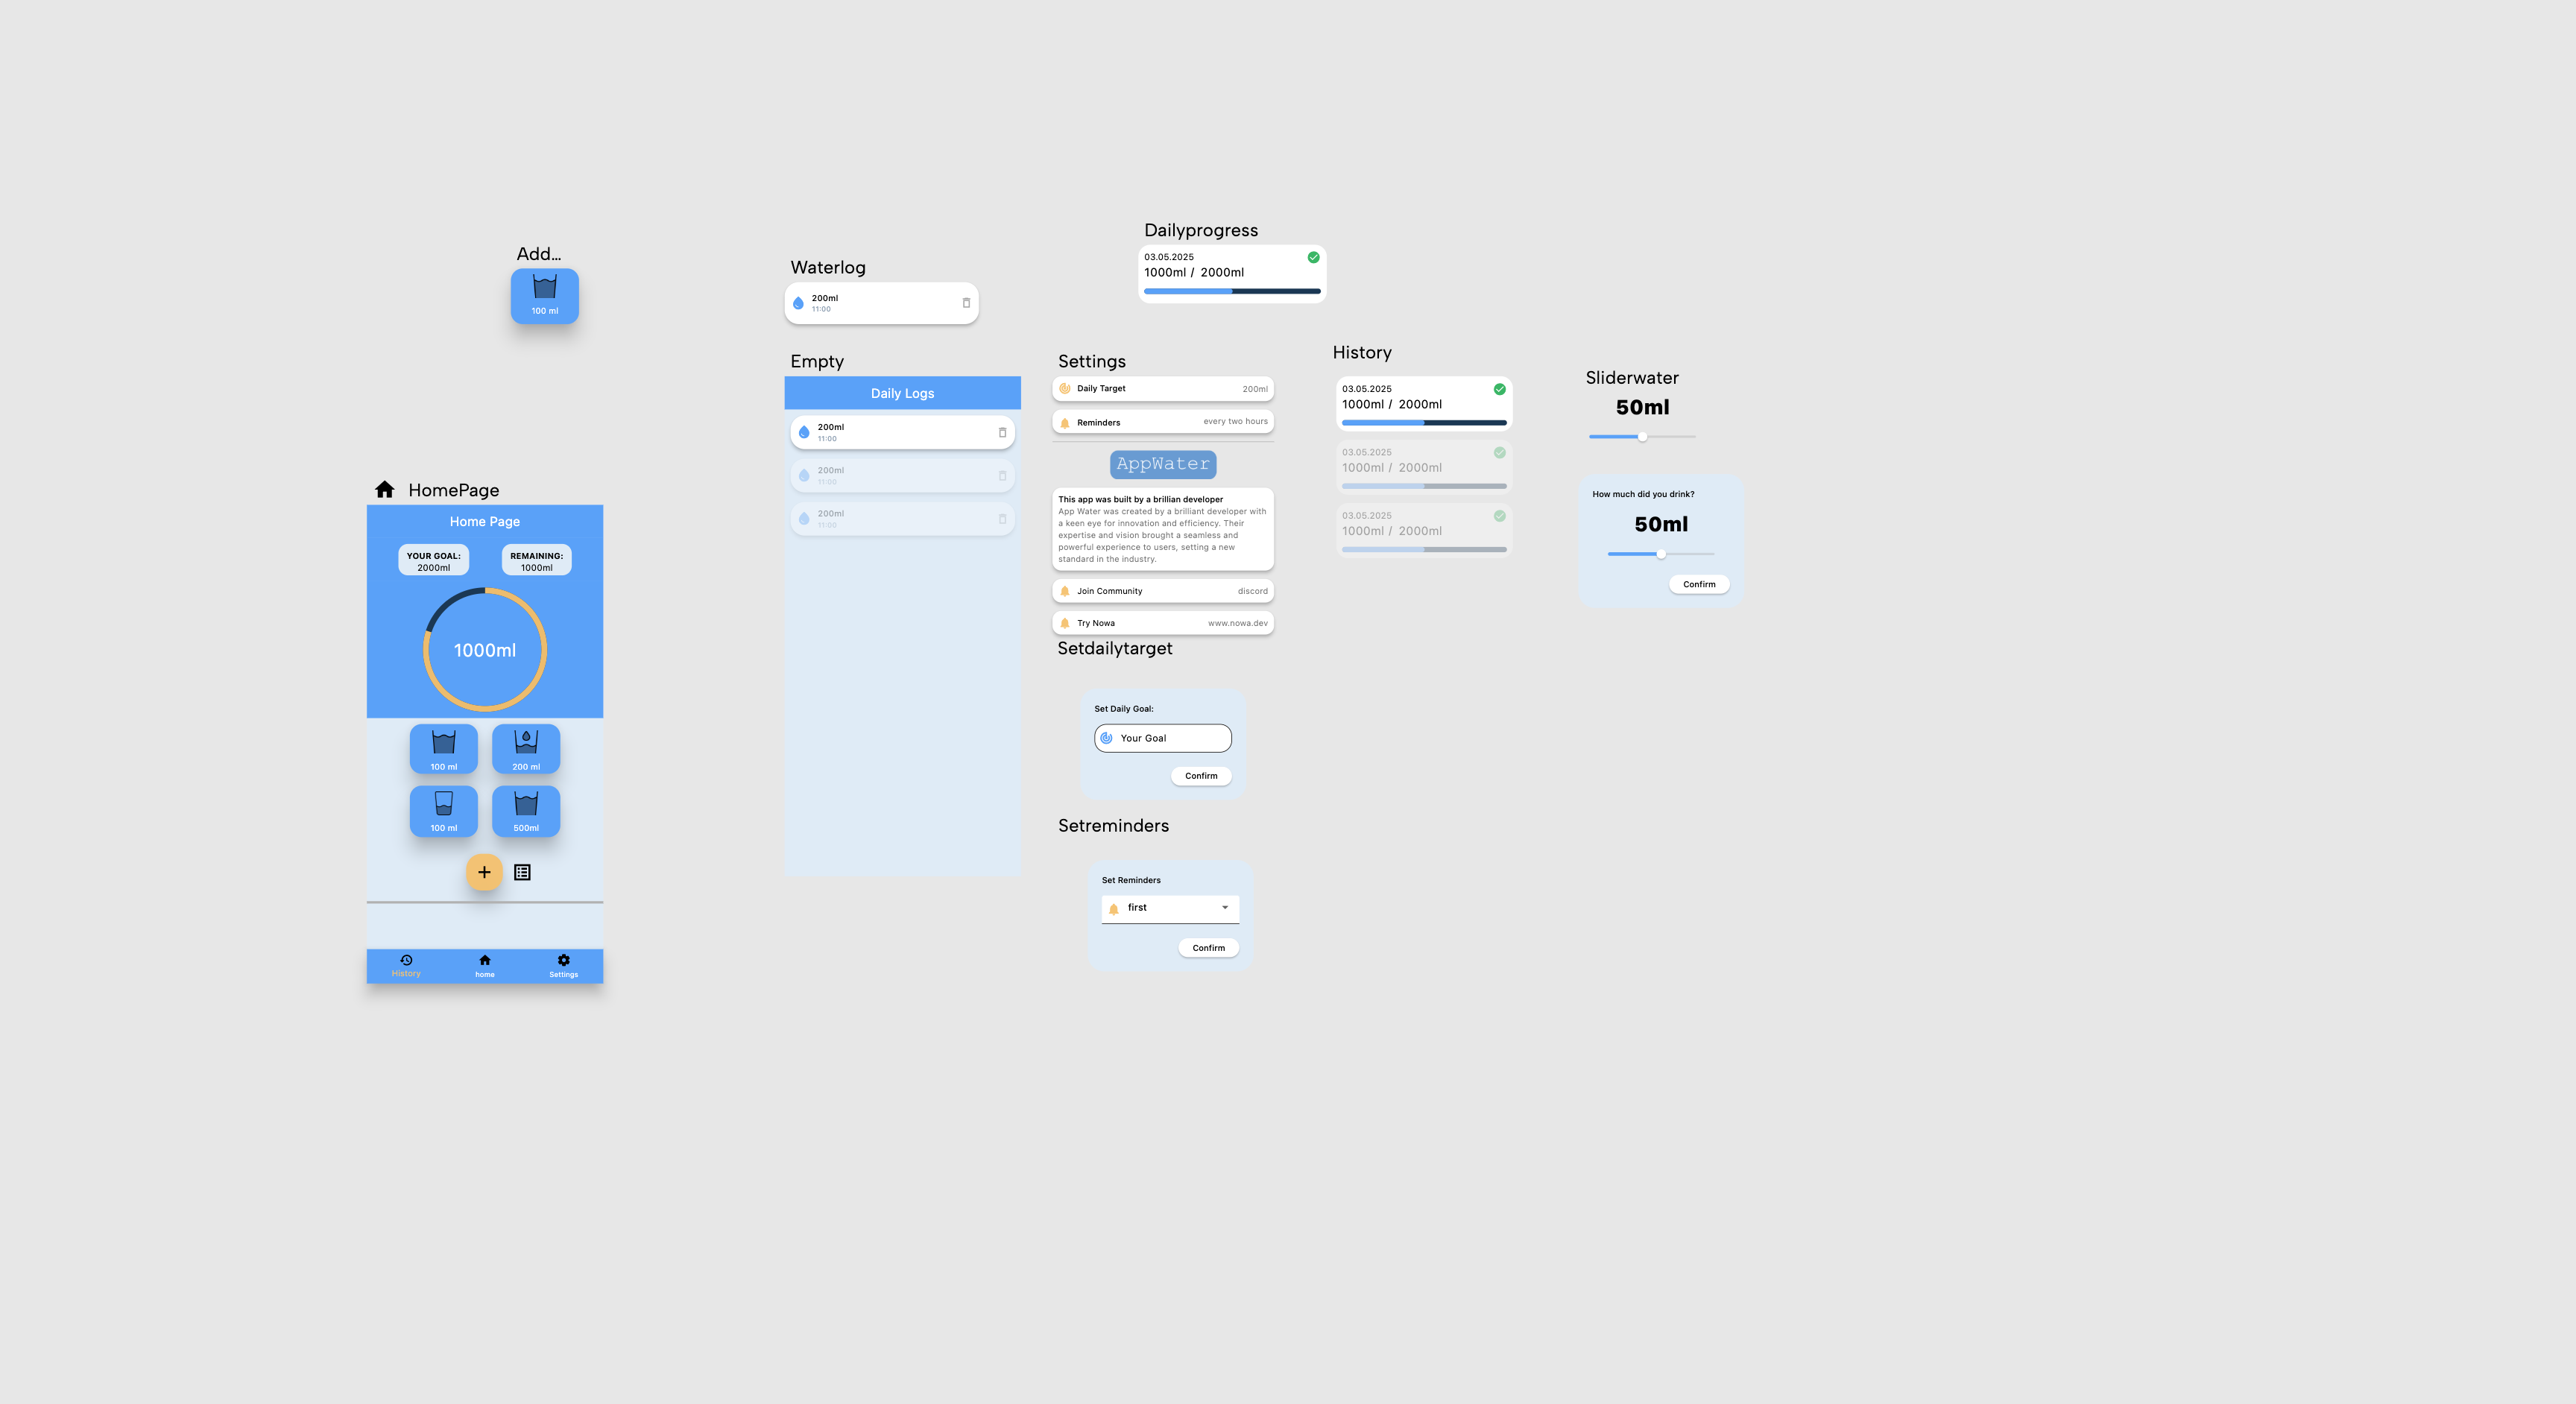 Add...
100 ml
HomePage
Home Page
YOUR GOAL:
2000ml
REMAINING:
1000ml
1000ml
100 ml
200 ml
100 ml
500ml
History
home
Settings
Waterlog
200ml
11:00
Empty
Daily Logs
200ml
11:00
200ml
11:00
200ml
11:00
Dailyprogress
03.05.2025
1000ml / 2000ml
Settings
Daily Target 200ml
Reminders every two hours
AppWater
This app was built by a brillian developer
App Water was created by a brilliant developer with
a keen eye for innovation and efficiency. Their
expertise and vision brought a seamless and
powerful experience to users, setting a new
standard in the industry.
Join Community discord
Try Nowa www.nowa.dev
Setdailytarget
Set Daily Goal:
Your Goal
Confirm
Setreminders
Set Reminders
first
Confirm
History
03.05.2025
1000ml / 2000ml
03.05.2025
1000ml / 2000ml
03.05.2025
1000ml / 2000ml
Sliderwater
50ml
How much did you drink?
50ml
Confirm